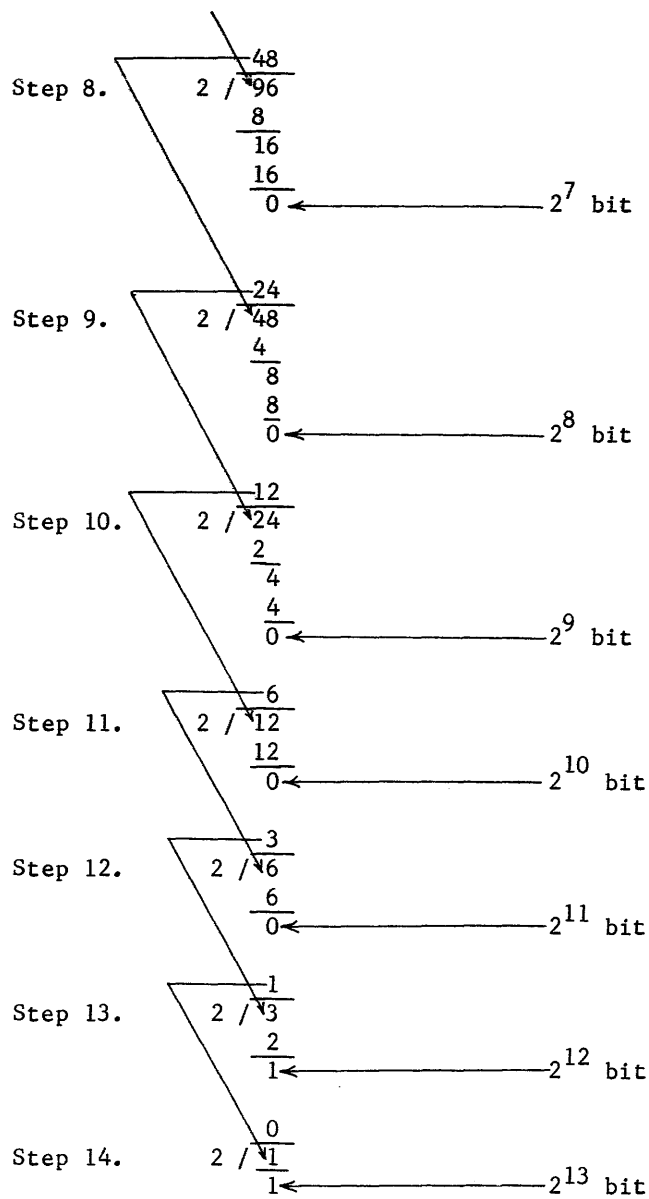 48
Step 8. 2 / 96
8
16
16
0 2^7 bit
24
Step 9. 2 / 48
4
8
8
0 2^8 bit
12
Step 10. 2 / 24
2
4
4
0 2^9 bit
6
Step 11. 2 / 12
12
0 2^10 bit
3
Step 12. 2 / 6
6
0 2^11 bit
1
Step 13. 2 / 3
2
1 2^12 bit
0
Step 14. 2 / 1
1 2^13 bit